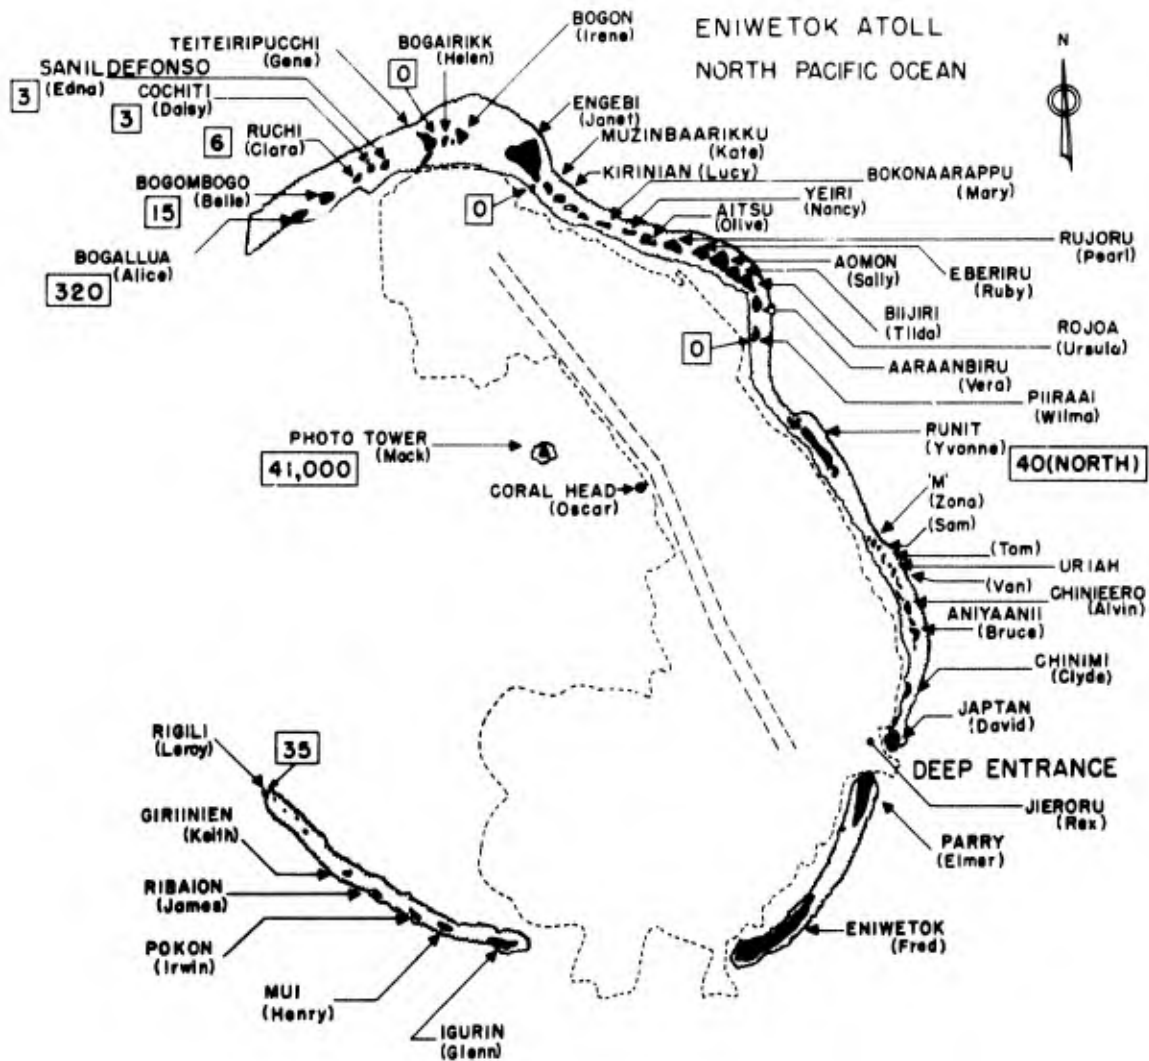 ENIWETOK ATOLL
NORTH PACIFIC OCEAN
N
BOGON
(Irene)
BOGAIRIKK
(Helen)
0
TEITEIRIPUCCHI
(Gene)
SANILDEFONSO
(Edna)
3
COCHITI
(Daisy)
3
RUCHI
(Clara)
6
BOGOMBOGO
(Belle)
15
BOGALLUA
(Alice)
320
ENGEBI
(Janet)
MUZINBAARIKKU
(Kate)
KIRINIAN (Lucy)
0
BOKONAARAPPU
(Mary)
YEIRI
(Nancy)
AITSU
(Olive)
RUJORU
(Pearl)
EBERIRU
(Ruby)
AOMON
(Sally)
BIIJIRI
(Tilda)
ROJOA
(Ursula)
AARAANBIRU
(Vera)
0
PIIRAAI
(Wilma)
RUNIT
(Yvonne)
40(NORTH)
PHOTO TOWER
(Mack)
41,000
CORAL HEAD
(Oscar)
'M'
(Zona)
(Sam)
(Tom)
URIAH
(Van)
CHINIEERO
(Alvin)
ANIYAANII
(Bruce)
CHINIMI
(Clyde)
JAPTAN
(David)
DEEP ENTRANCE
JIERORU
(Rex)
PARRY
(Elmer)
ENIWETOK
(Fred)
RIGILI
(Leroy)
35
GIRIINIEN
(Keith)
RIBAION
(James)
POKON
(Irwin)
MUI
(Henry)
IGURIN
(Glenn)